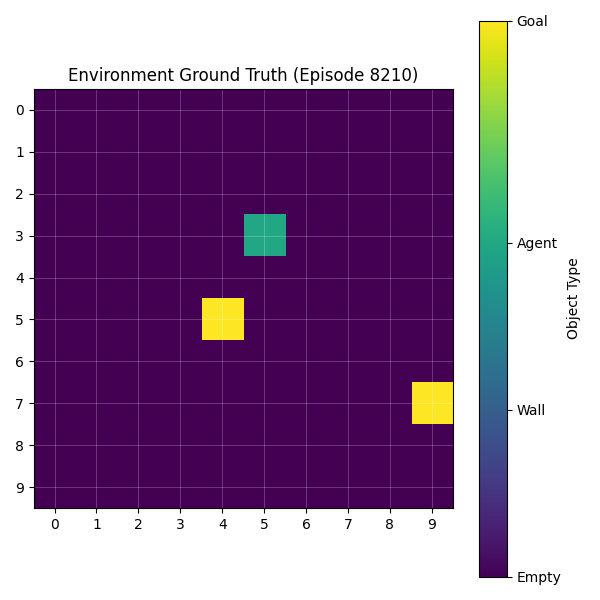 Environment Ground Truth (Episode 8210)
0
1
2
3
4
5
6
7
8
9
0 1 2 3 4 5 6 7 8 9
Goal
Agent
Wall
Empty
Object Type